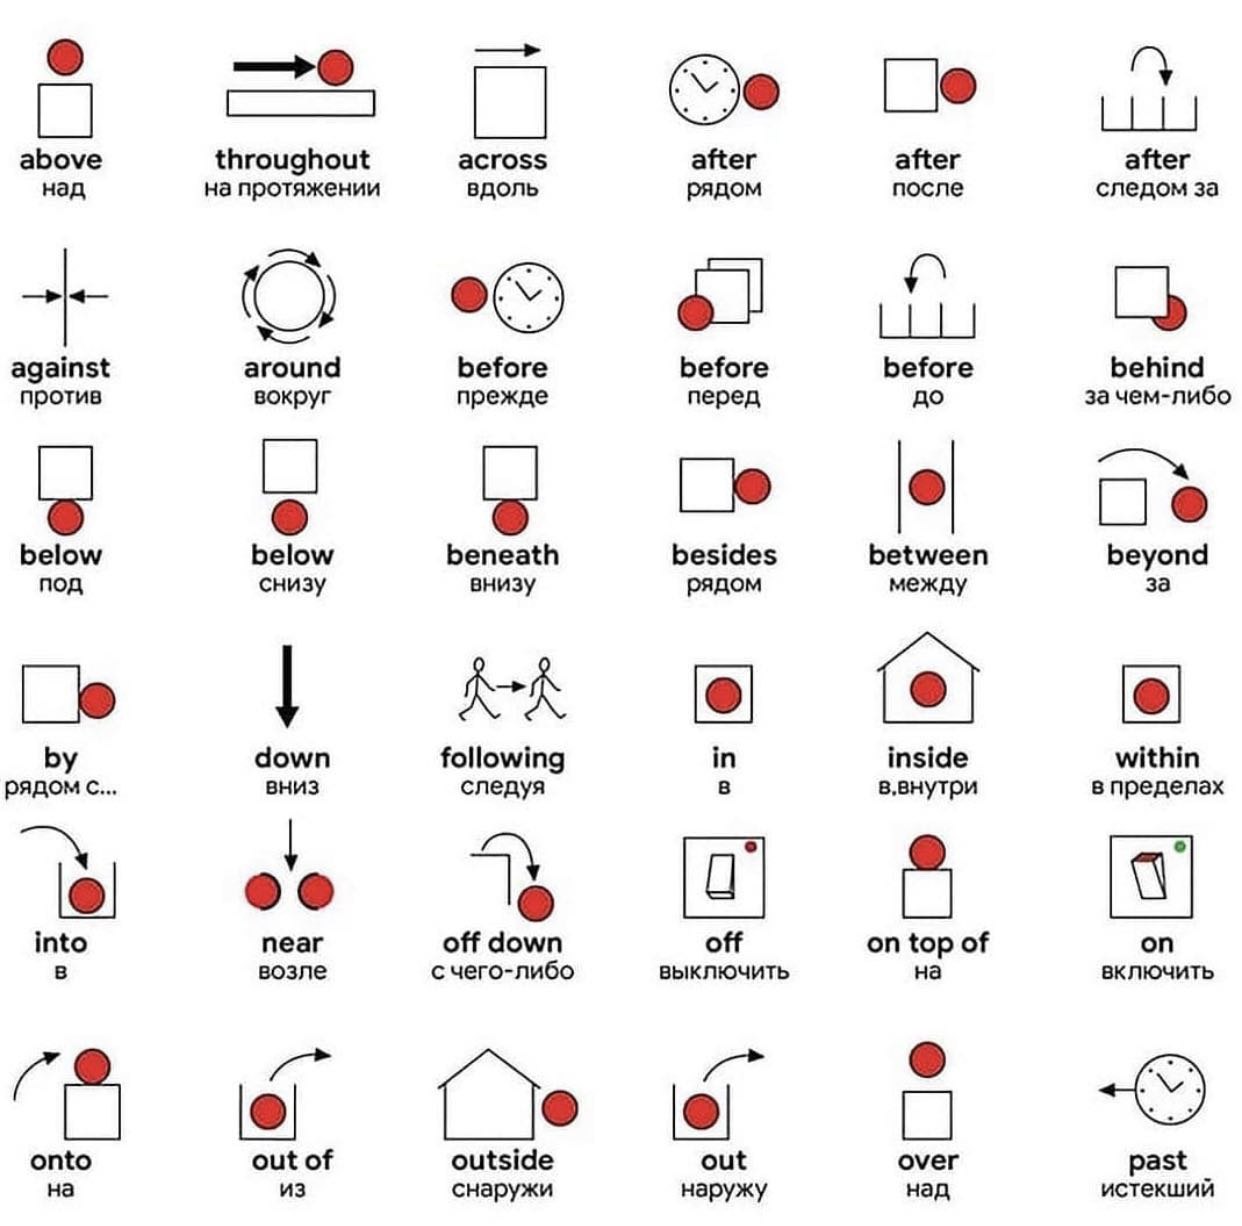 above
над
throughout
на протяжении
across
вдоль
after
рядом
after
после
after
следом за
against
против
around
вокруг
before
прежде
before
перед
before
до
behind
за чем-либо
below
под
below
снизу
beneath
внизу
besides
рядом
between
между
beyond
за
by
рядом с...
down
вниз
following
следуя
in
в
inside
в,внутри
within
в пределах
into
в
near
возле
off down
с чего-либо
off
выключить
on top of
на
on
включить
onto
на
out of
из
outside
снаружи
out
наружу
over
над
past
истекший